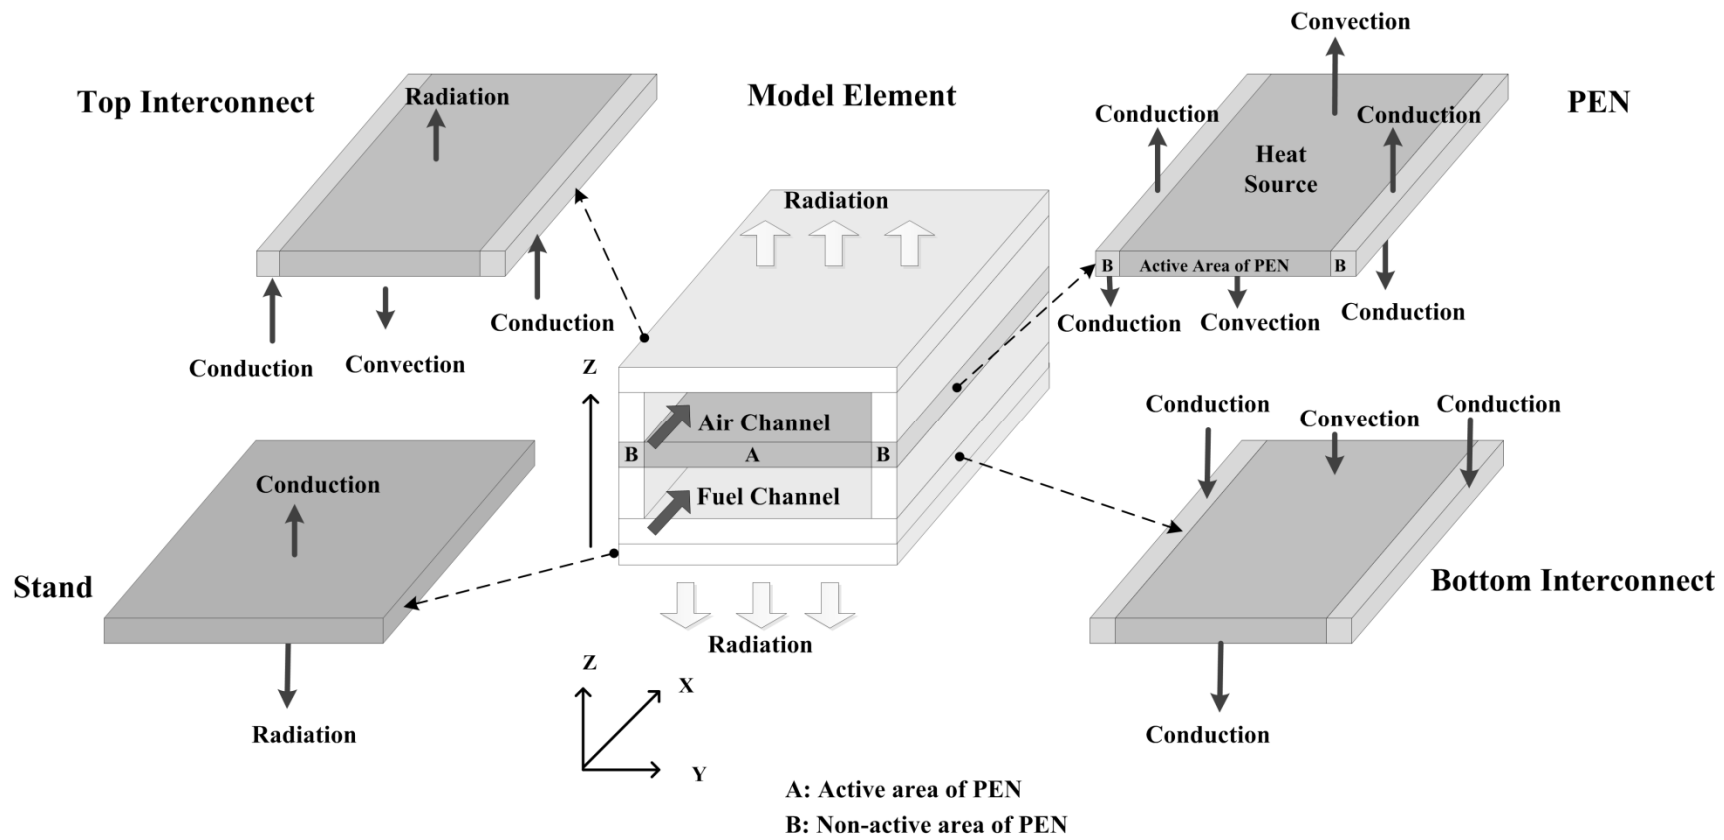 Top Interconnect
Radiation
Conduction
Convection
Conduction
Model Element
Radiation
Z
Air Channel
B
A
B
Fuel Channel
Radiation
Z
X
Y
A: Active area of PEN
B: Non-active area of PEN
PEN
Convection
Conduction
Conduction
Heat
Source
B
Active Area of PEN
B
Conduction
Convection
Conduction
Stand
Conduction
Radiation
Bottom Interconnect
Conduction
Convection
Conduction
Conduction